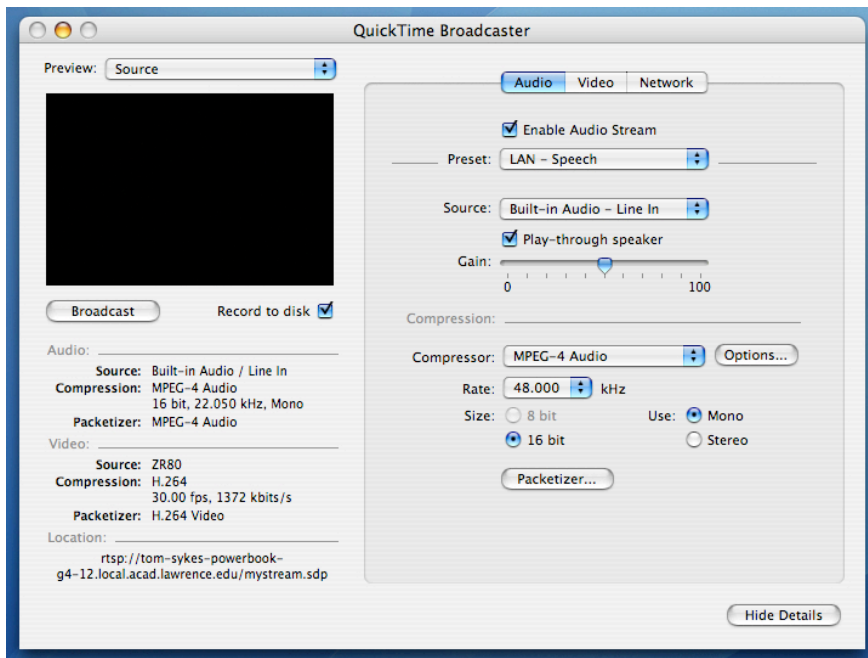 QuickTime Broadcaster
Preview: Source
Broadcast Record to disk
Audio:
Source: Built-in Audio / Line In
Compression: MPEG-4 Audio
16 bit, 22.050 kHz, Mono
Packetizer: MPEG-4 Audio
Video:
Source: ZR80
Compression: H.264
30.00 fps, 1372 kbits/s
Packetizer: H.264 Video
Location:
rtsp://tom-sykes-powerbook-
g4-12.local.acad.lawrence.edu/mystream.sdp
Audio Video Network
Enable Audio Stream
Preset: LAN - Speech
Source: Built-in Audio - Line In
Play-through speaker
Gain:
0 100
Compression:
Compressor: MPEG-4 Audio Options...
Rate: 48.000 kHz
Size: 8 bit Use: Mono
16 bit Stereo
Packetizer...
Hide Details